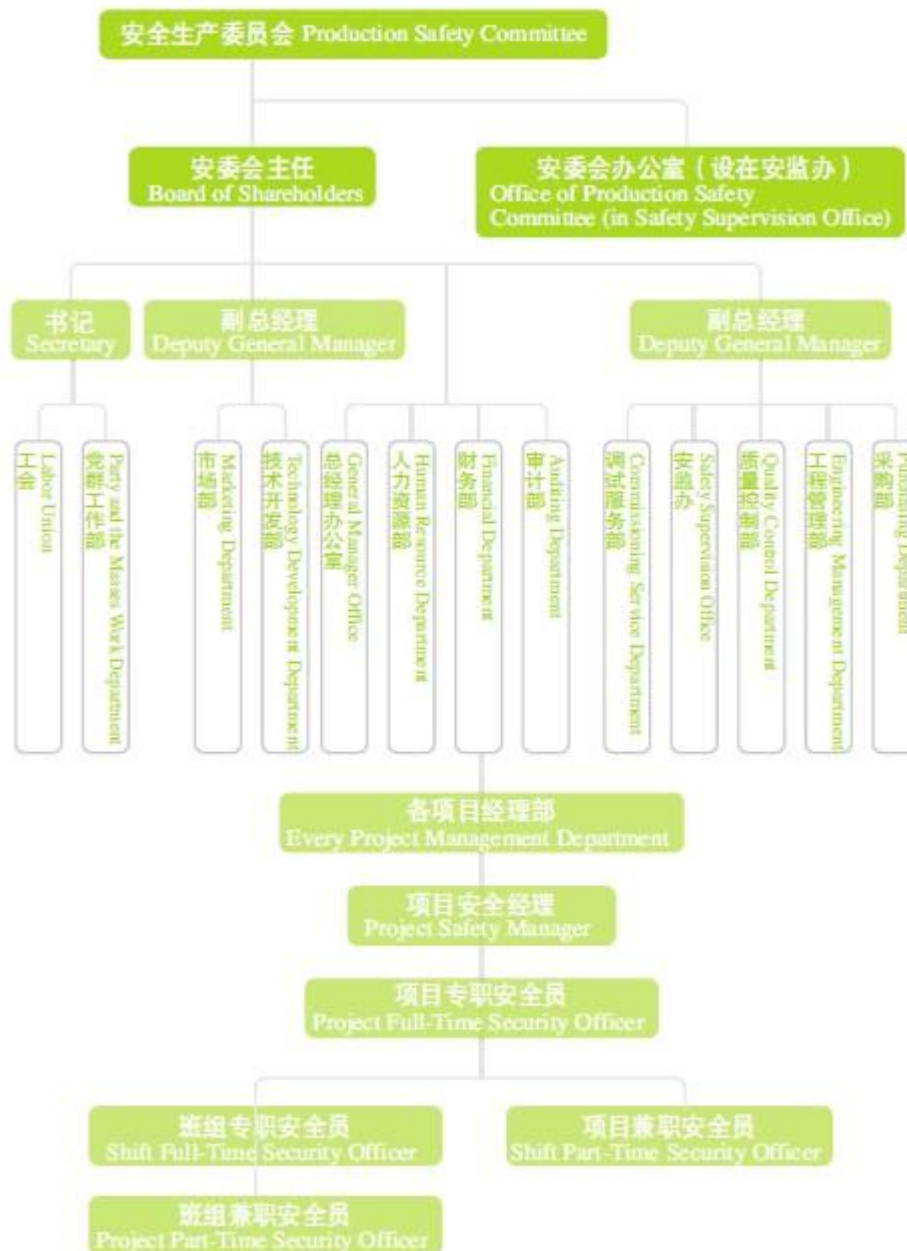 安全生产委员会 Production Safety Committee
安委会主任
Board of Shareholders
安委会办公室（设在安监办）
Office of Production Safety
Committee (in Safety Supervision Office)
书记
Secretary
副总经理
Deputy General Manager
副总经理
Deputy General Manager
工会
Labor Union
党群工作部
Party and the Masses Work Department
市场部
Marketing Department
技术开发部
Technology Development Department
总经理办公室
General Manager Office
人力资源部
Human Resource Department
财务部
Financial Department
审计部
Auditing Department
调试服务部
Commissioning Service Department
安监办
Safety Supervision Office
质量控制部
Quality Control Department
工程管理部
Engineering Management Department
采购部
Purchasing Department
各项目经理部
Every Project Management Department
项目安全经理
Project Safety Manager
项目专职安全员
Project Full-Time Security Officer
班组专职安全员
Shift Full-Time Security Officer
项目兼职安全员
Shift Part-Time Security Officer
班组兼职安全员
Project Part-Time Security Officer